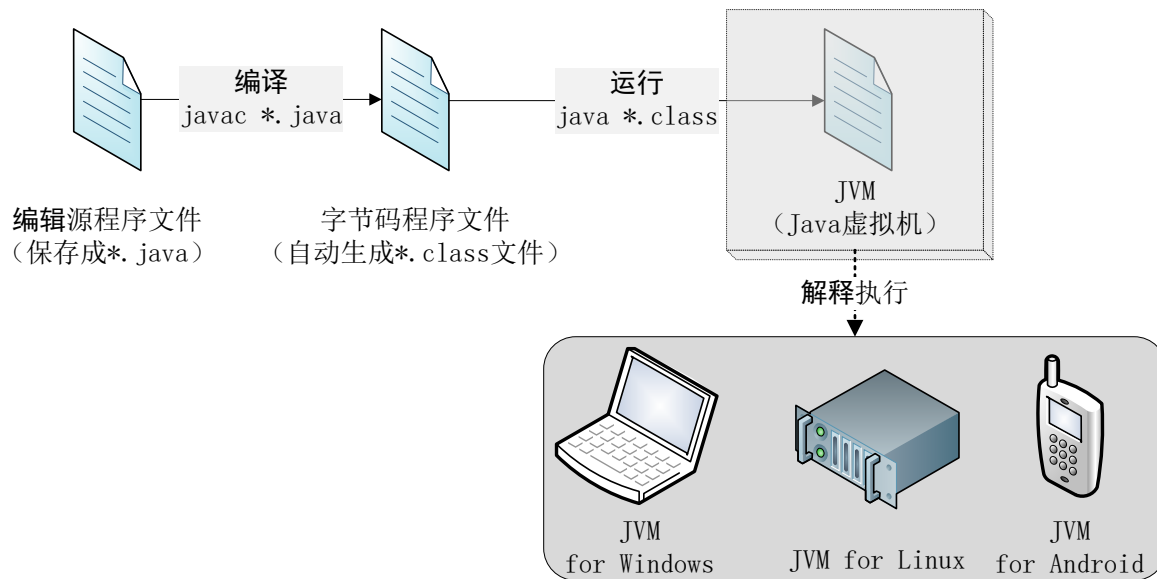 编译
javac *.java
运行
java *.class
编辑源程序文件
（保存成*.java）
字节码程序文件
（自动生成*.class文件）
JVM
（Java虚拟机）
解释执行
JVM
for Windows
JVM for Linux
JVM
for Android